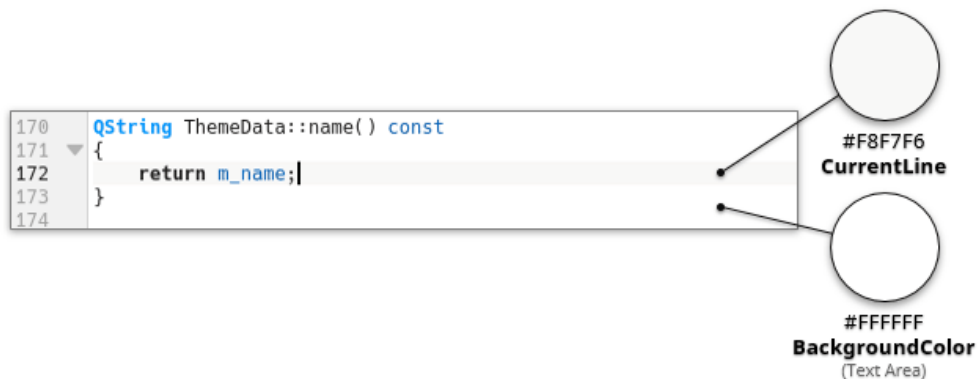 170 QString ThemeData::name() const
171 {
172     return m_name;
173 }
174
#F8F7F6
CurrentLine
#FFFFFF
BackgroundColor
(Text Area)